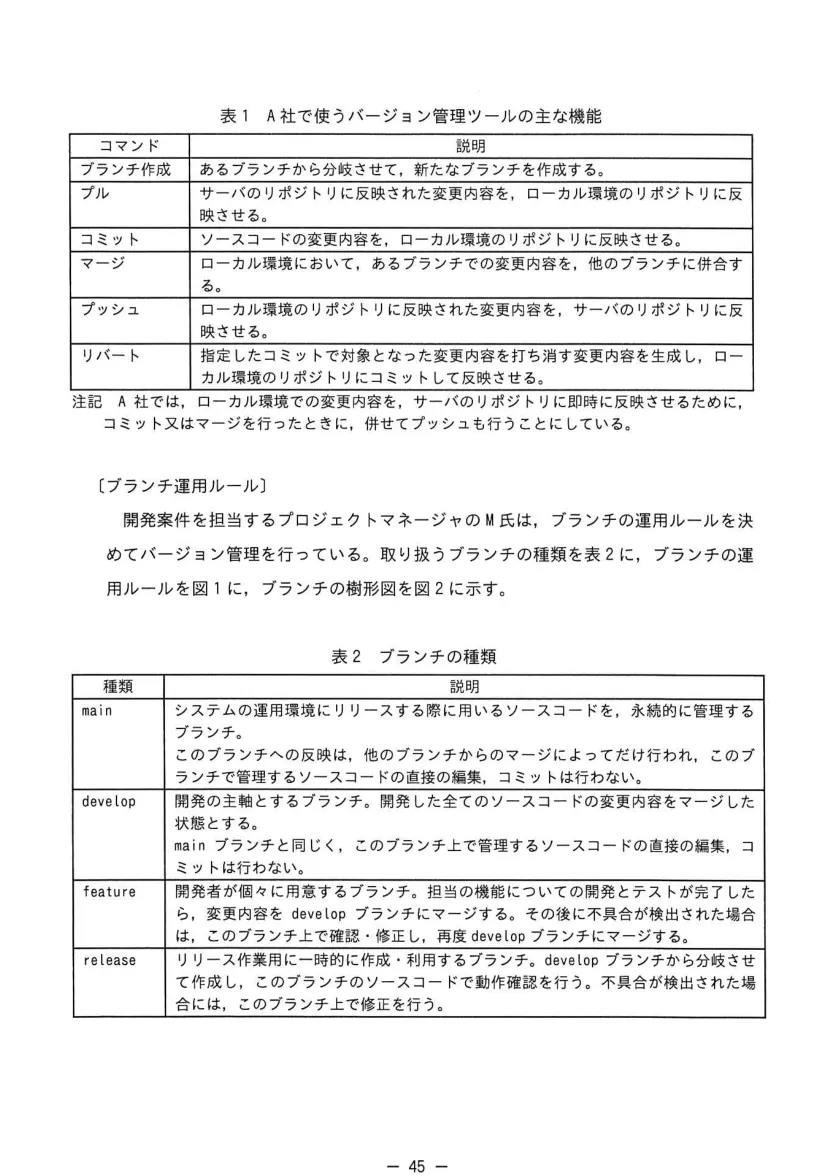 表1　A社で使うバージョン管理ツールの主な機能
コマンド　説明
ブランチ作成　あるブランチから分岐させて，新たなブランチを作成する。
プル　サーバのリポジトリに反映された変更内容を，ローカル環境のリポジトリに反
映させる。
コミット　ソースコードの変更内容を，ローカル環境のリポジトリに反映させる。
マージ　ローカル環境において，あるブランチでの変更内容を，他のブランチに併合す
る。
プッシュ　ローカル環境のリポジトリに反映された変更内容を，サーバのリポジトリに反
映させる。
リバート　指定したコミットで対象となった変更内容を打ち消す変更内容を生成し，ロー
カル環境のリポジトリにコミットして反映させる。
注記　A 社では，ローカル環境での変更内容を，サーバのリポジトリに即時に反映させるために，
コミット又はマージを行ったときに，併せてプッシュも行うことにしている。
〔ブランチ運用ルール〕
開発案件を担当するプロジェクトマネージャの M 氏は，ブランチの運用ルールを決
めてバージョン管理を行っている。取り扱うブランチの種類を表 2 に，ブランチの運
用ルールを図 1 に，ブランチの樹形図を図 2 に示す。
表2　ブランチの種類
種類　説明
main　システムの運用環境にリリースする際に用いるソースコードを，永続的に管理する
ブランチ。
このブランチへの反映は，他のブランチからのマージによってだけ行われ，このブ
ランチで管理するソースコードの直接の編集，コミットは行わない。
develop　開発の主軸とするブランチ。開発した全てのソースコードの変更内容をマージした
状態とする。
main ブランチと同じく，このブランチ上で管理するソースコードの直接の編集，コ
ミットは行わない。
feature　開発者が個々に用意するブランチ。担当の機能についての開発とテストが完了した
ら，変更内容を develop ブランチにマージする。その後に不具合が検出された場合
は，このブランチ上で確認・修正し，再度 develop ブランチにマージする。
release　リリース作業用に一時的に作成・利用するブランチ。develop ブランチから分岐させ
て作成し，このブランチのソースコードで動作確認を行う。不具合が検出された場
合には，このブランチ上で修正を行う。
－ 45 －